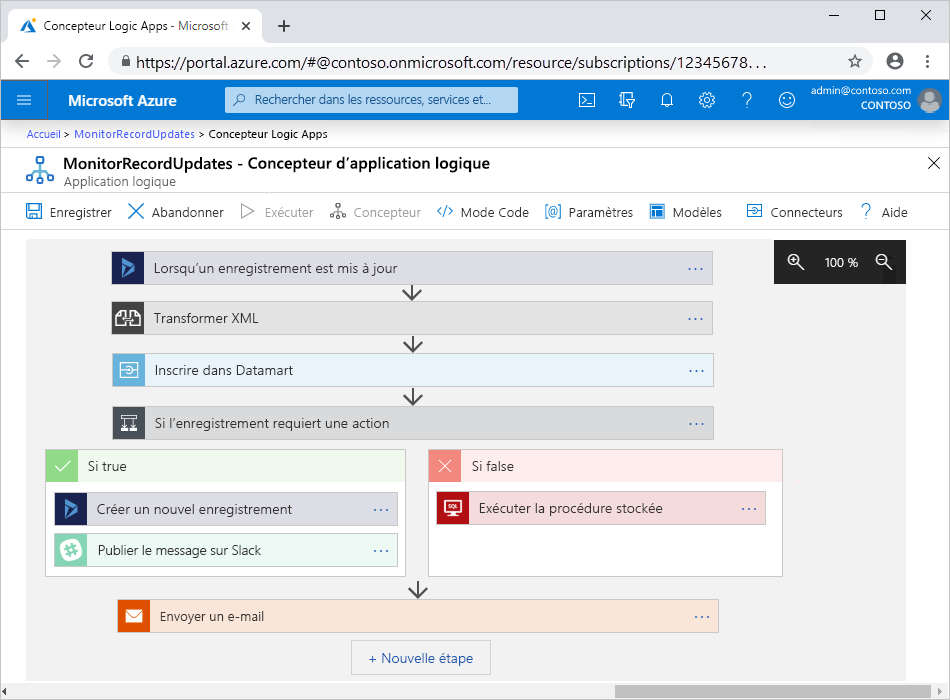 Concepteur Logic Apps - Microsoft
https://portal.azure.com/#@contoso.onmicrosoft.com/resource/subscriptions/12345678...
Microsoft Azure
Rechercher dans les ressources, services et...
admin@contoso.com
CONTOSO
Accueil > MonitorRecordUpdates > Concepteur Logic Apps
MonitorRecordUpdates - Concepteur d’application logique
Application logique
Enregistrer Abandonner Exécuter Concepteur Mode Code Paramètres Modèles Connecteurs ? Aide
100 %
Lorsqu’un enregistrement est mis à jour ...
Transformer XML ...
Inscrire dans Datamart ...
Si l’enregistrement requiert une action ...
Si true
Créer un nouvel enregistrement ...
Publier le message sur Slack ...
Si false
SQL
Exécuter la procédure stockée ...
Envoyer un e-mail ...
+ Nouvelle étape